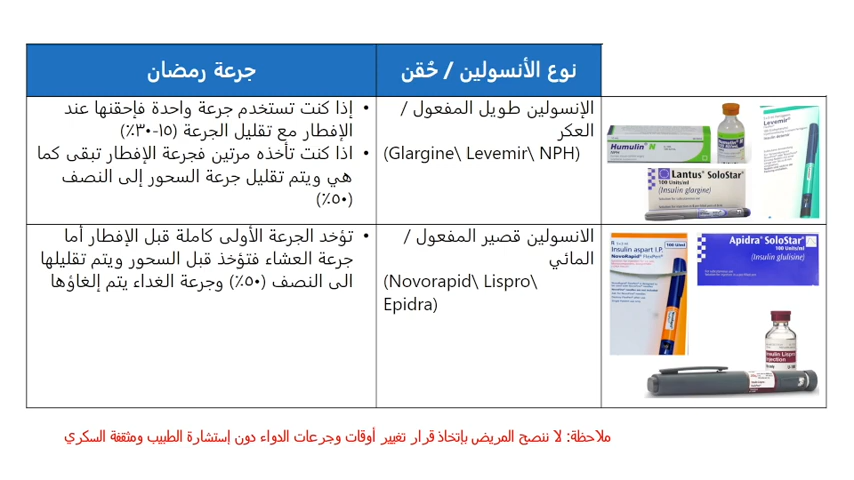 نوع الأنسولين / حُقن
جرعة رمضان
الإنسولين طويل المفعول /
العكر
(Glargine\ Levemir\ NPH)
• إذا كنت تستخدم جرعة واحدة فإحقنها عند
الإفطار مع تقليل الجرعة (١٥-٣٠٪)
• اذا كنت تأخذه مرتين فجرعة الإفطار تبقى كما
هي ويتم تقليل جرعة السحور إلى النصف
(٥٠٪)
Humulin N
Levemir®
Lantus® SoloStar®
100 Units/ml
(Insulin glargine)
الانسولين قصير المفعول /
المائي
(Novorapid\ Lispro\
Epidra)
• تؤخد الجرعة الأولى كاملة قبل الإفطار أما
جرعة العشاء فتؤخذ قبل السحور ويتم تقليلها
الى النصف (٥٠٪) وجرعة الغداء يتم إلغاؤها
Insulin aspart I.P.
NovoRapid® FlexPen®
Apidra® SoloStar®
100 Units/ml
(Insulin glulisine)
Insulin Lispro
Injection
ملاحظة: لا ننصح المريض بإتخاذ قرار تغيير أوقات وجرعات الدواء دون إستشارة الطبيب ومثقفة السكري